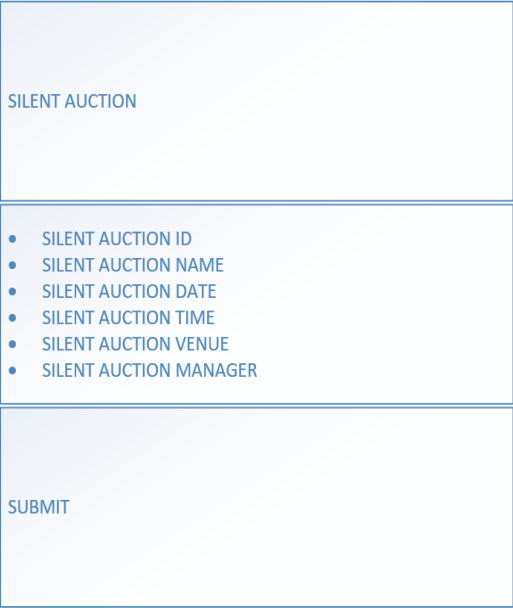 SILENT AUCTION
• SILENT AUCTION ID
• SILENT AUCTION NAME
• SILENT AUCTION DATE
• SILENT AUCTION TIME
• SILENT AUCTION VENUE
• SILENT AUCTION MANAGER
SUBMIT